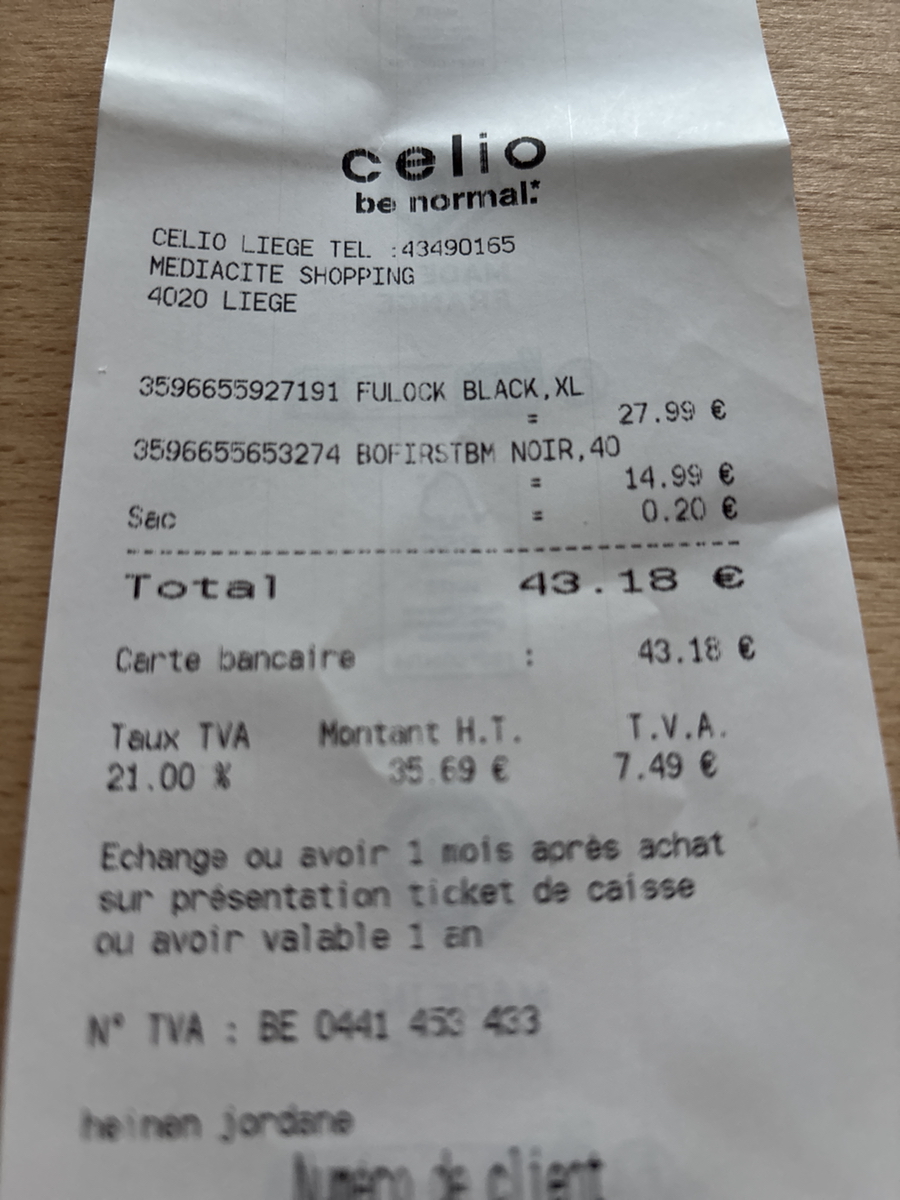 celio
be normal:*
CELIO LIEGE TEL :43490165
MEDIACITE SHOPPING
4020 LIEGE
3596655927191 FULOCK BLACK,XL
= 27.99 €
3596655653274 BOFIRSTBM NOIR,40
= 14.99 €
Sac = 0.20 €
Total 43.18 €
Carte bancaire : 43.18 €
Taux TVA Montant H.T. T.V.A.
21.00 % 35.69 € 7.49 €
Echange ou avoir 1 mois après achat
sur présentation ticket de caisse
ou avoir valable 1 an
N° TVA : BE 0441 453 433
heinen jordane
Numéro de client